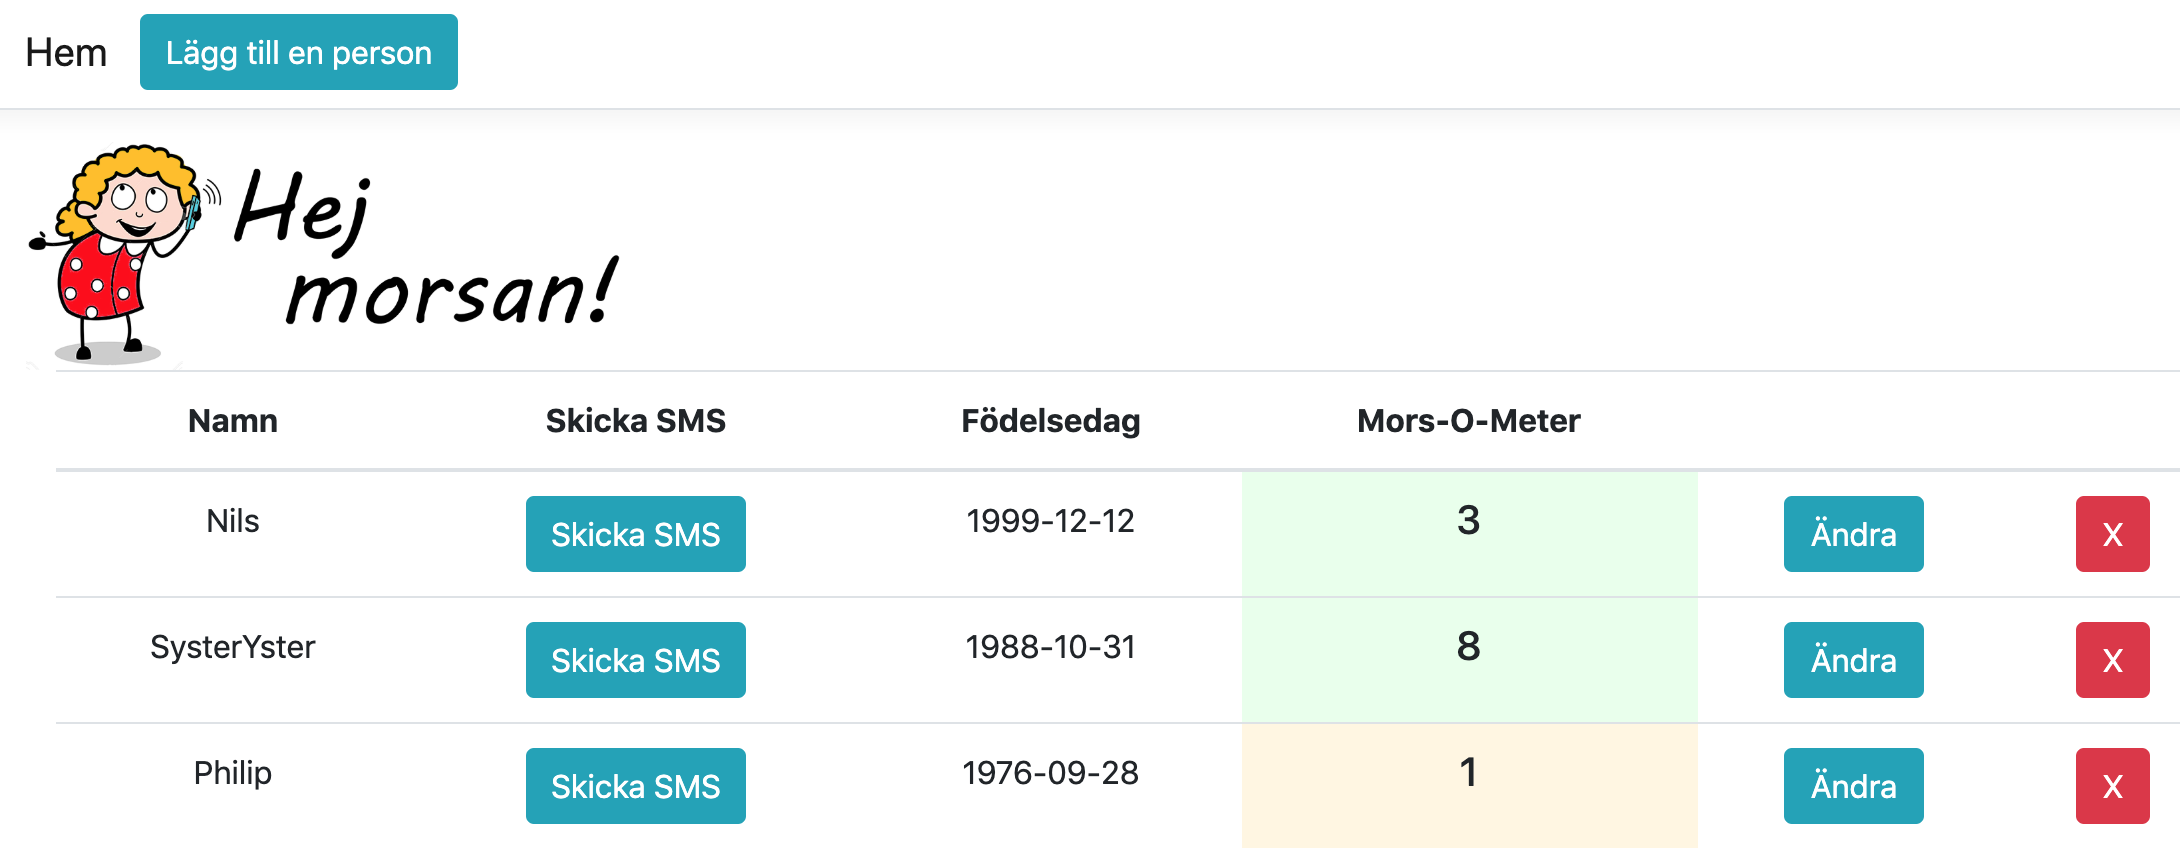 Hem Lägg till en person
Hej
morsan!
Namn Skicka SMS Födelsedag Mors-O-Meter
Nils Skicka SMS 1999-12-12 3 Ändra X
SysterYster Skicka SMS 1988-10-31 8 Ändra X
Philip Skicka SMS 1976-09-28 1 Ändra X